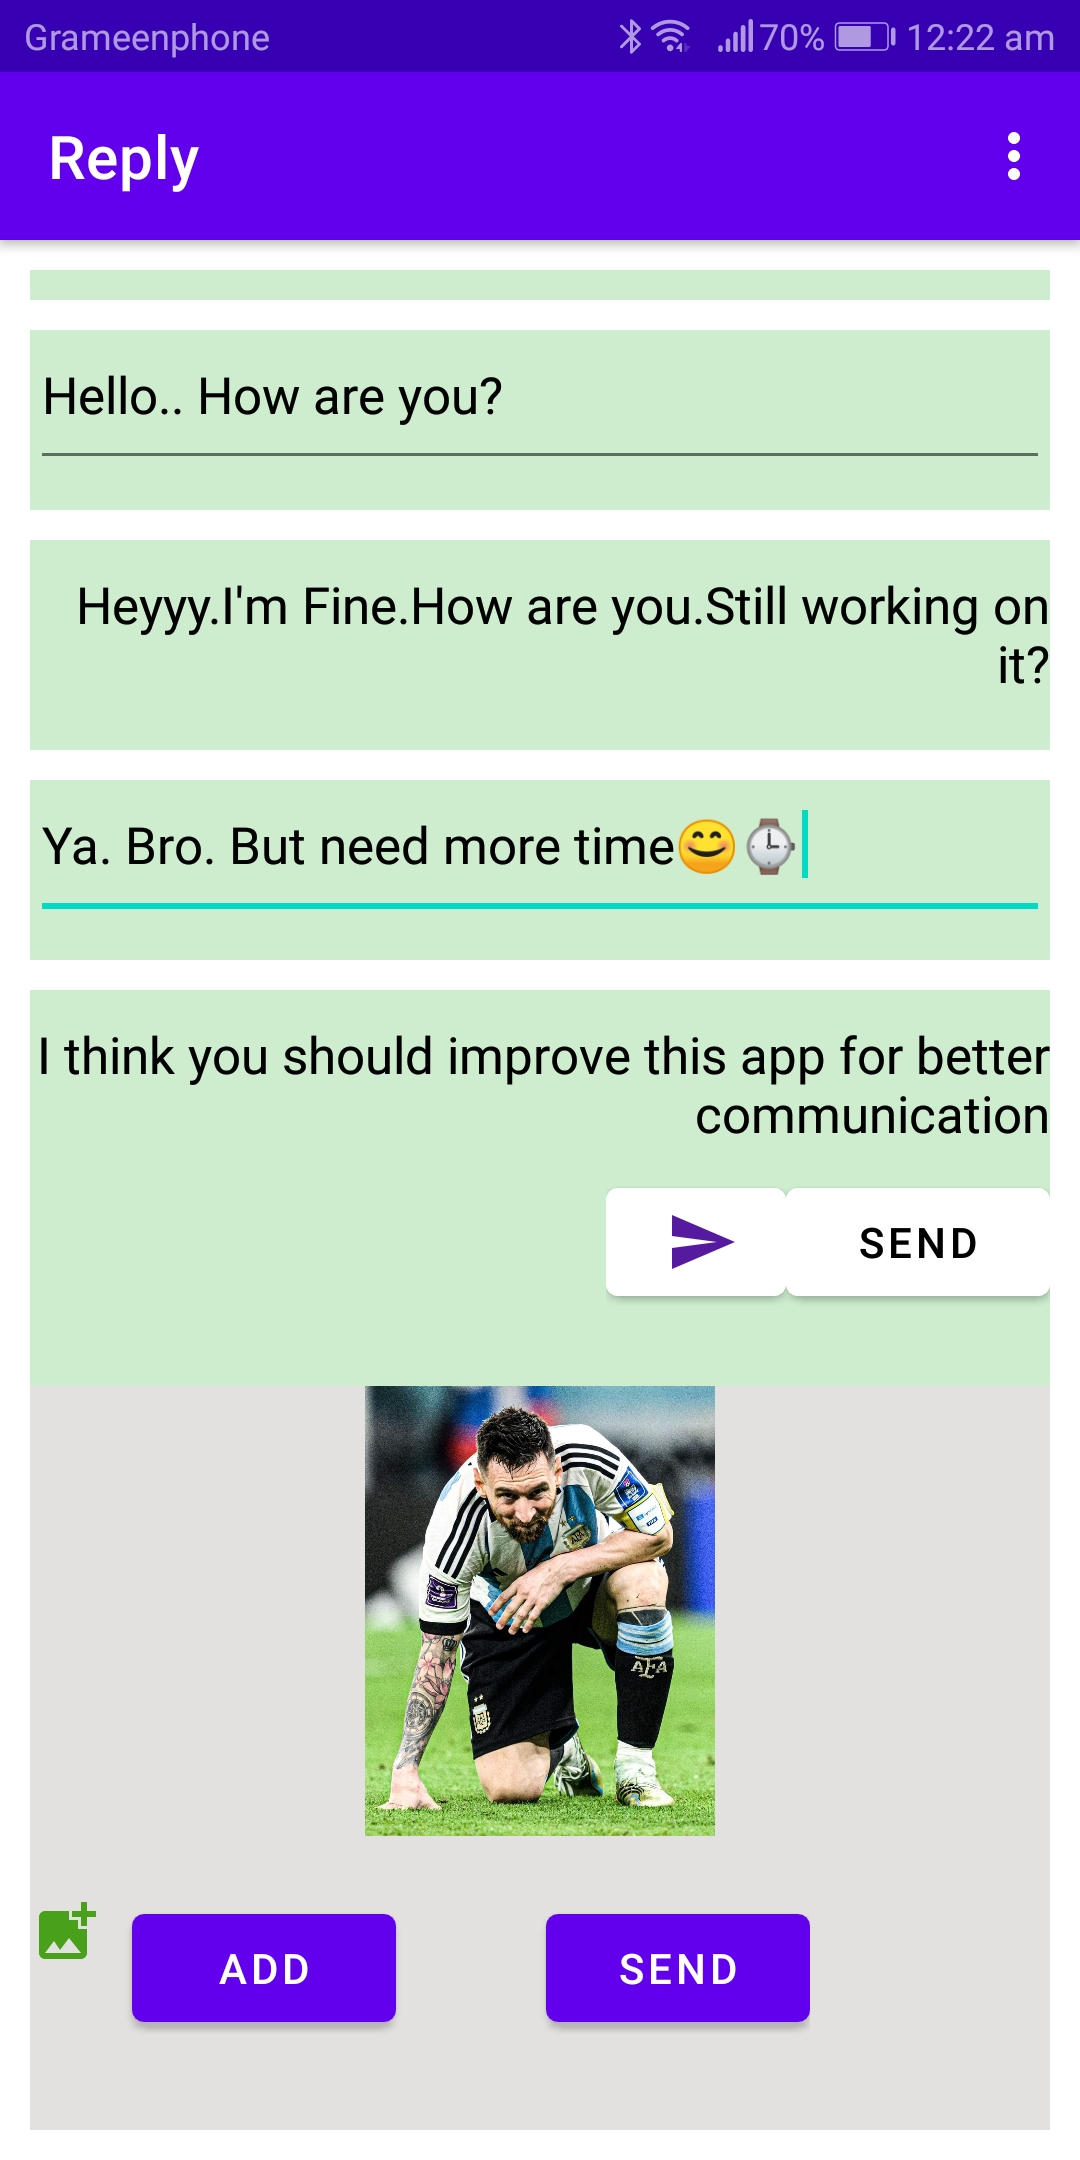 Grameenphone 70% 12:22 am
Reply
Hello.. How are you?
Heyyy.I'm Fine.How are you.Still working on
it?
Ya. Bro. But need more time😊⌚
I think you should improve this app for better
communication
SEND
AFA
ADD
SEND